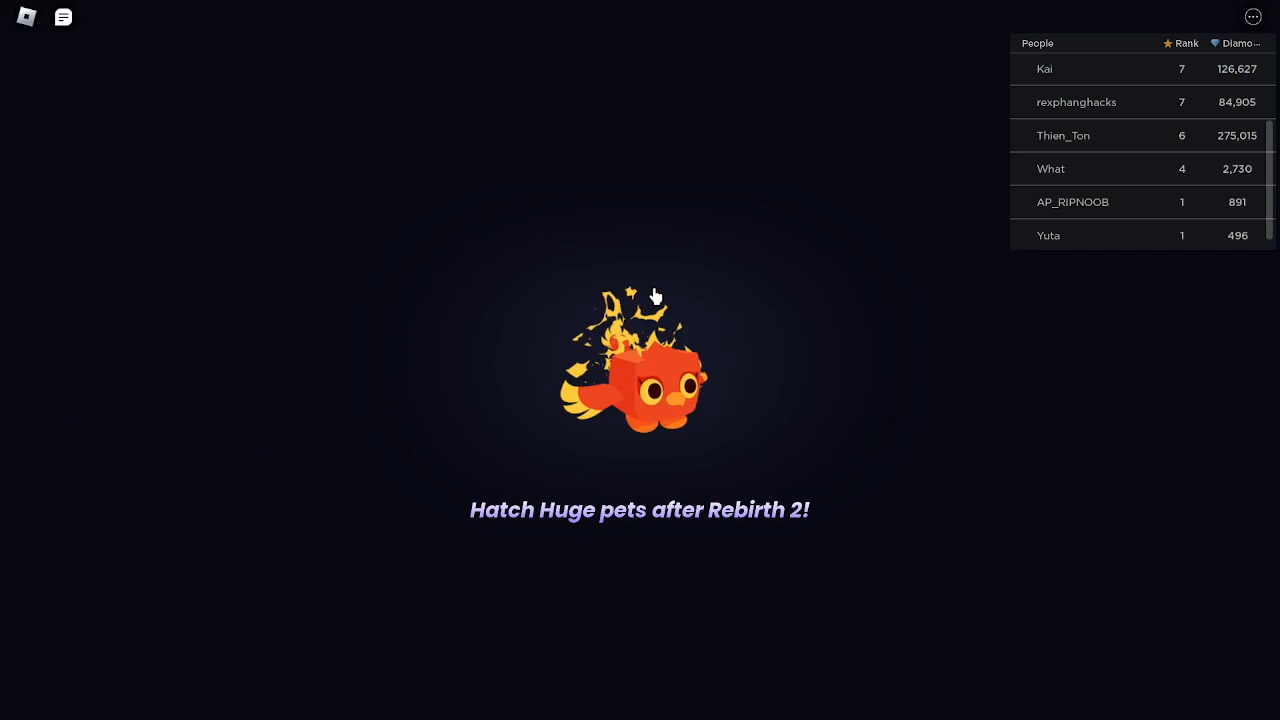 People Rank Diamo...
Kai 7 126,627
rexphanghacks 7 84,905
Thien_Ton 6 275,015
What 4 2,730
AP_RIPNOOB 1 891
Yuta 1 496
Hatch Huge pets after Rebirth 2!